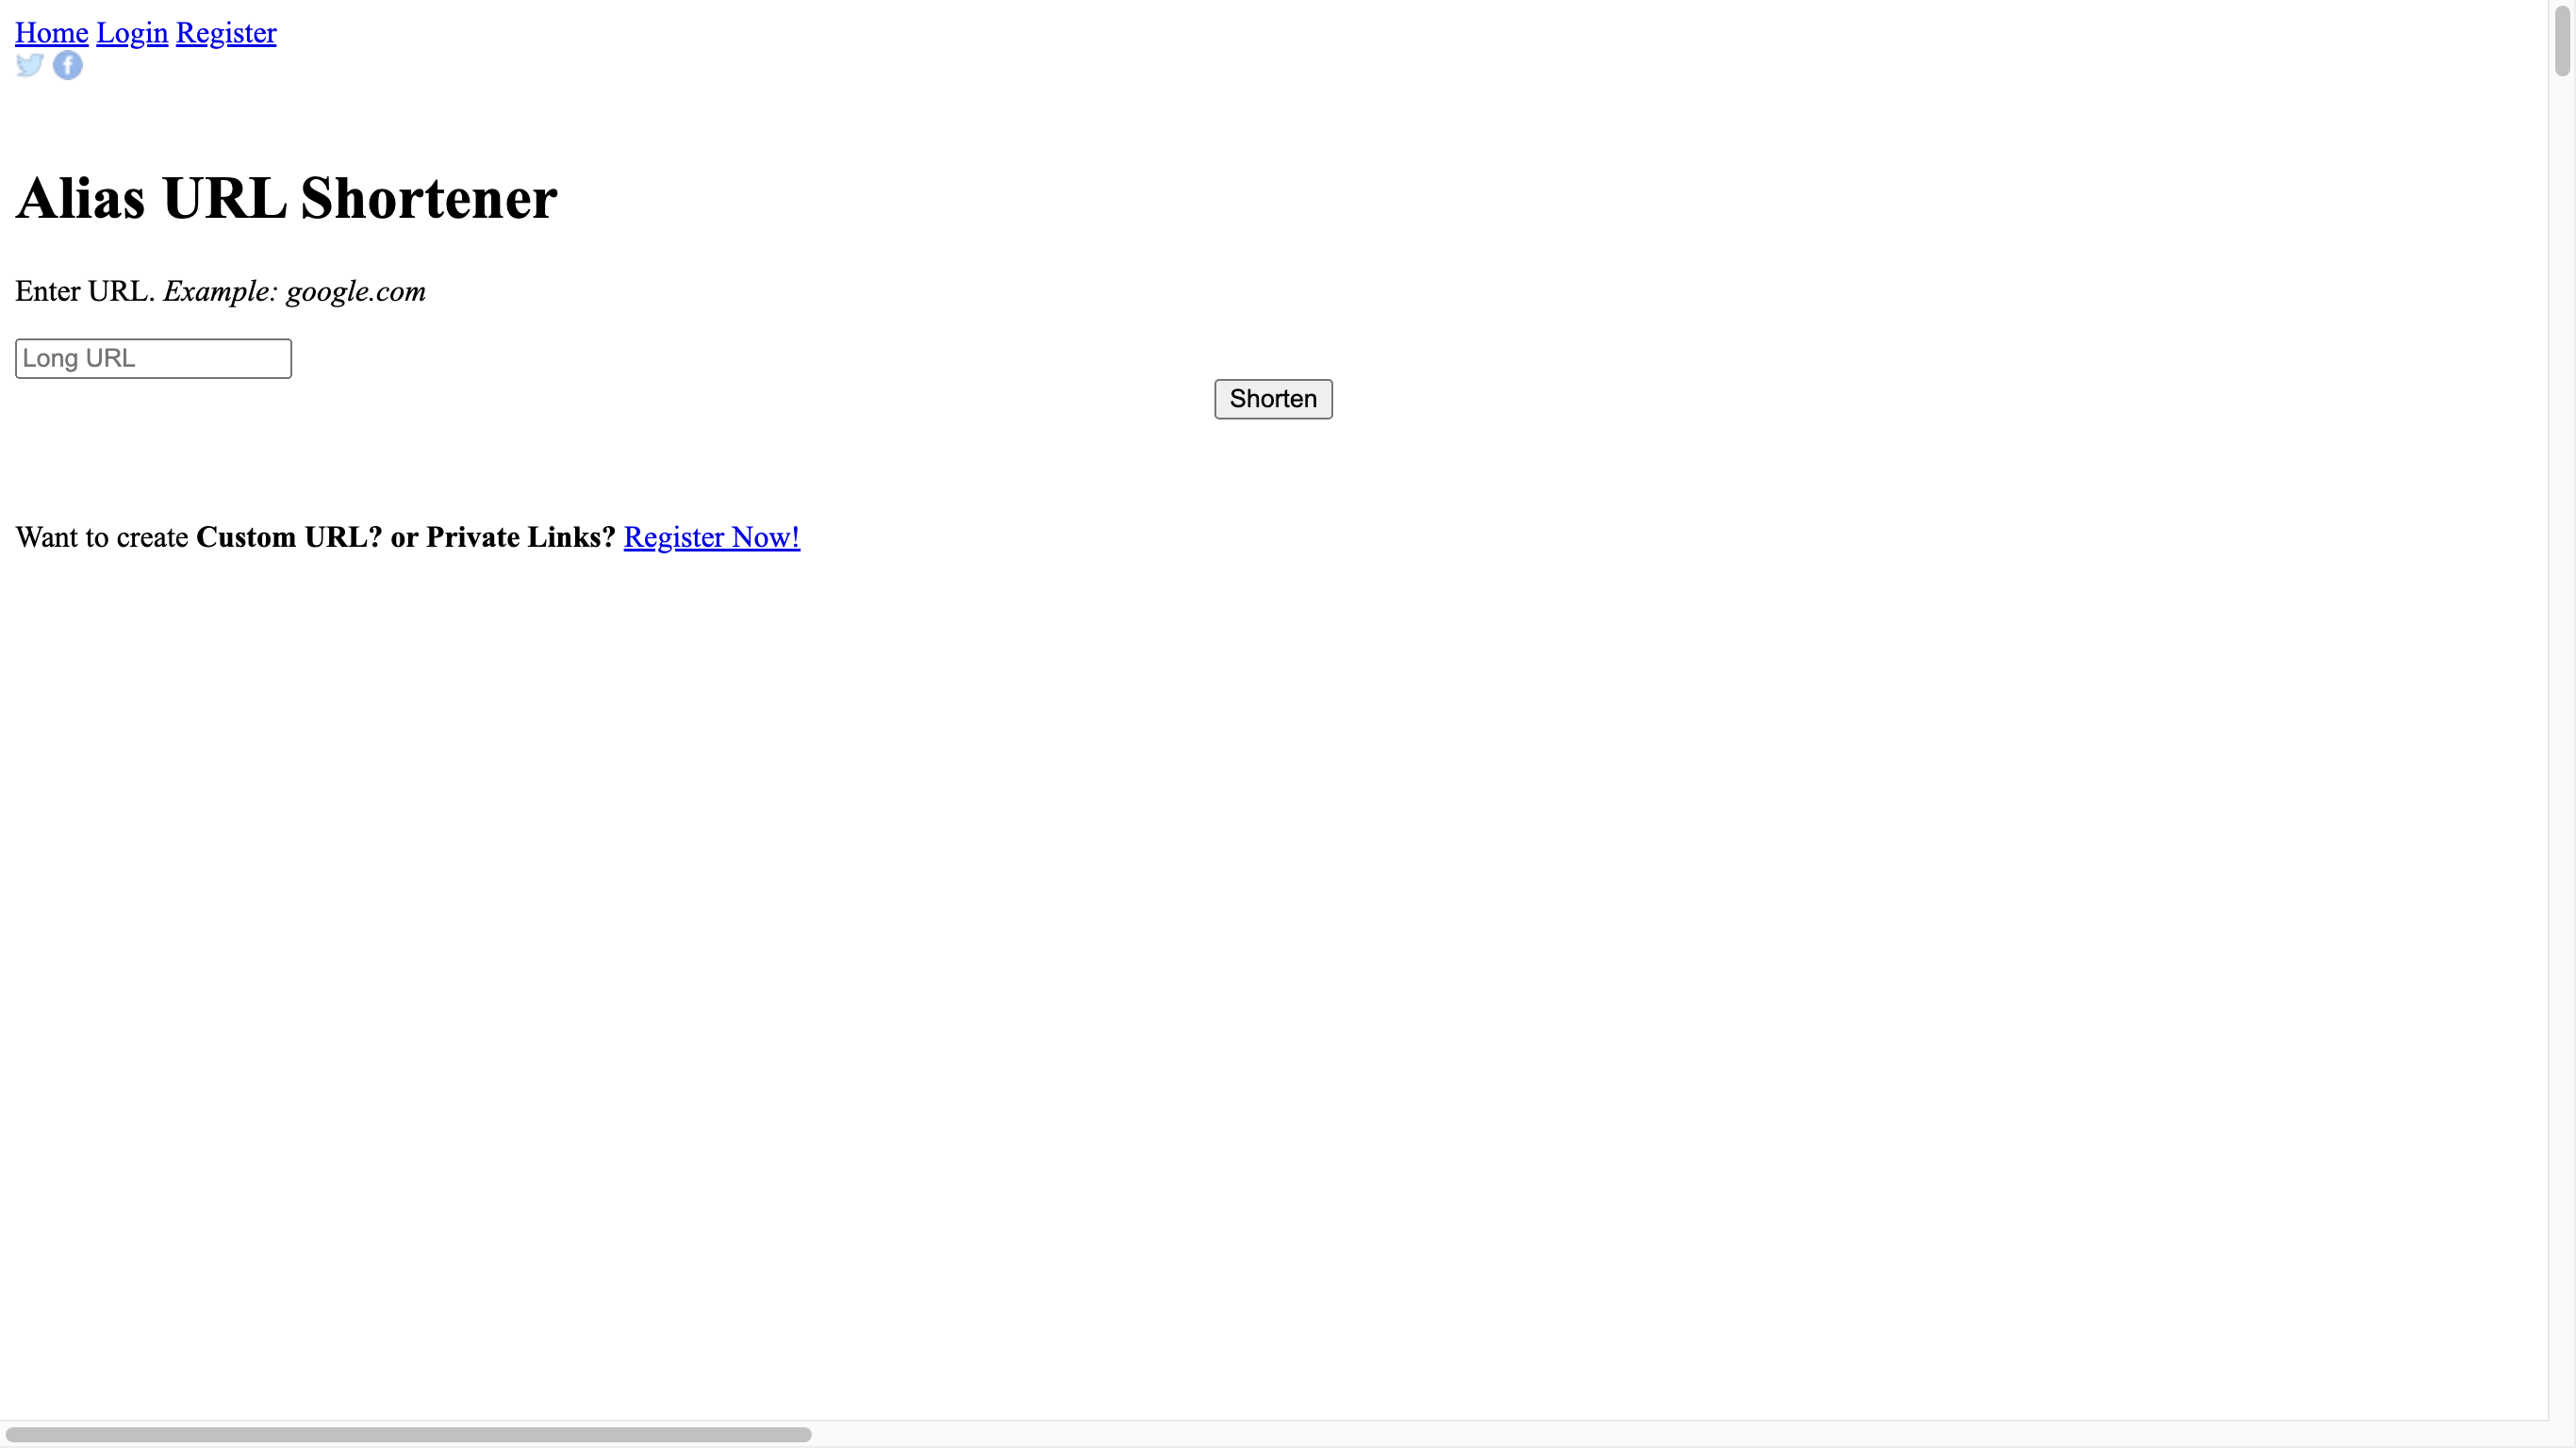 Home Login Register
Alias URL Shortener
Enter URL. Example: google.com
Long URL
Shorten
Want to create Custom URL? or Private Links? Register Now!